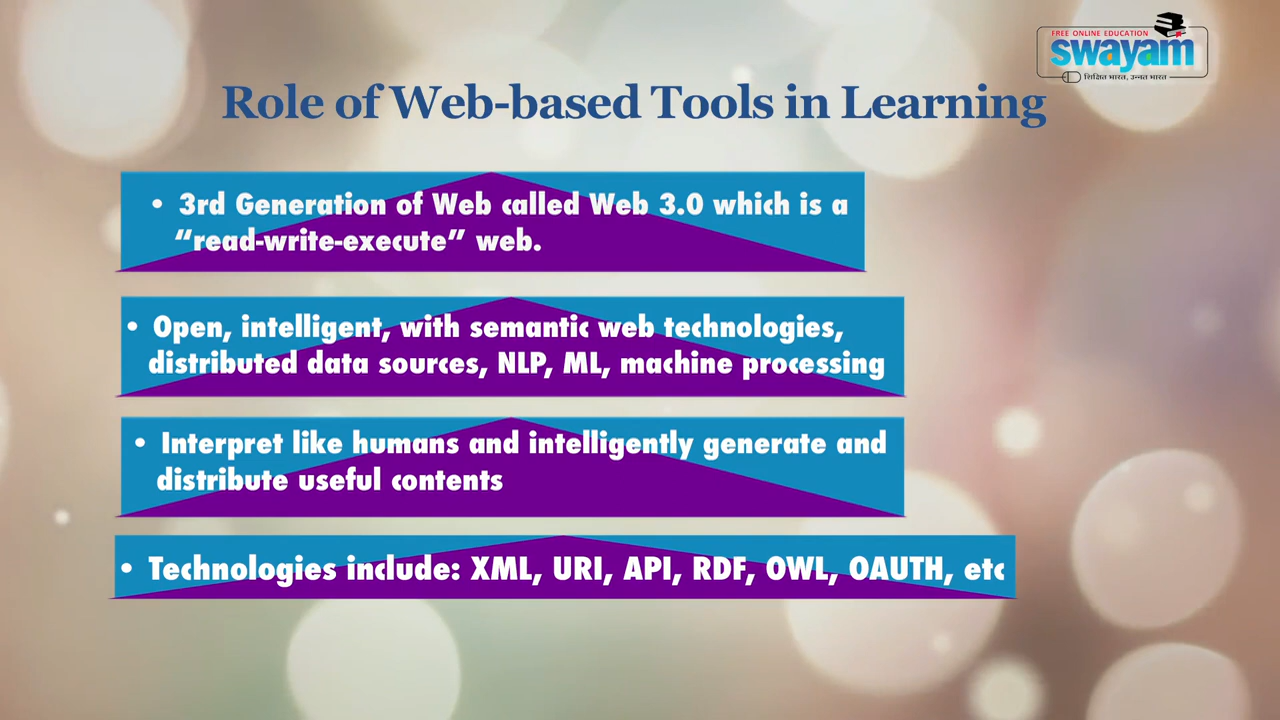 FREE ONLINE EDUCATION
swayam
शिक्षित भारत, उन्नत भारत
Role of Web-based Tools in Learning
• 3rd Generation of Web called Web 3.0 which is a
“read-write-execute” web.
• Open, intelligent, with semantic web technologies,
distributed data sources, NLP, ML, machine processing
• Interpret like humans and intelligently generate and
distribute useful contents
• Technologies include: XML, URI, API, RDF, OWL, OAUTH, etc